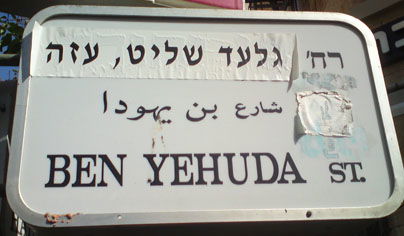 רח' גלעד שליט, עזה
شارع بن يهودا
BEN YEHUDA ST.